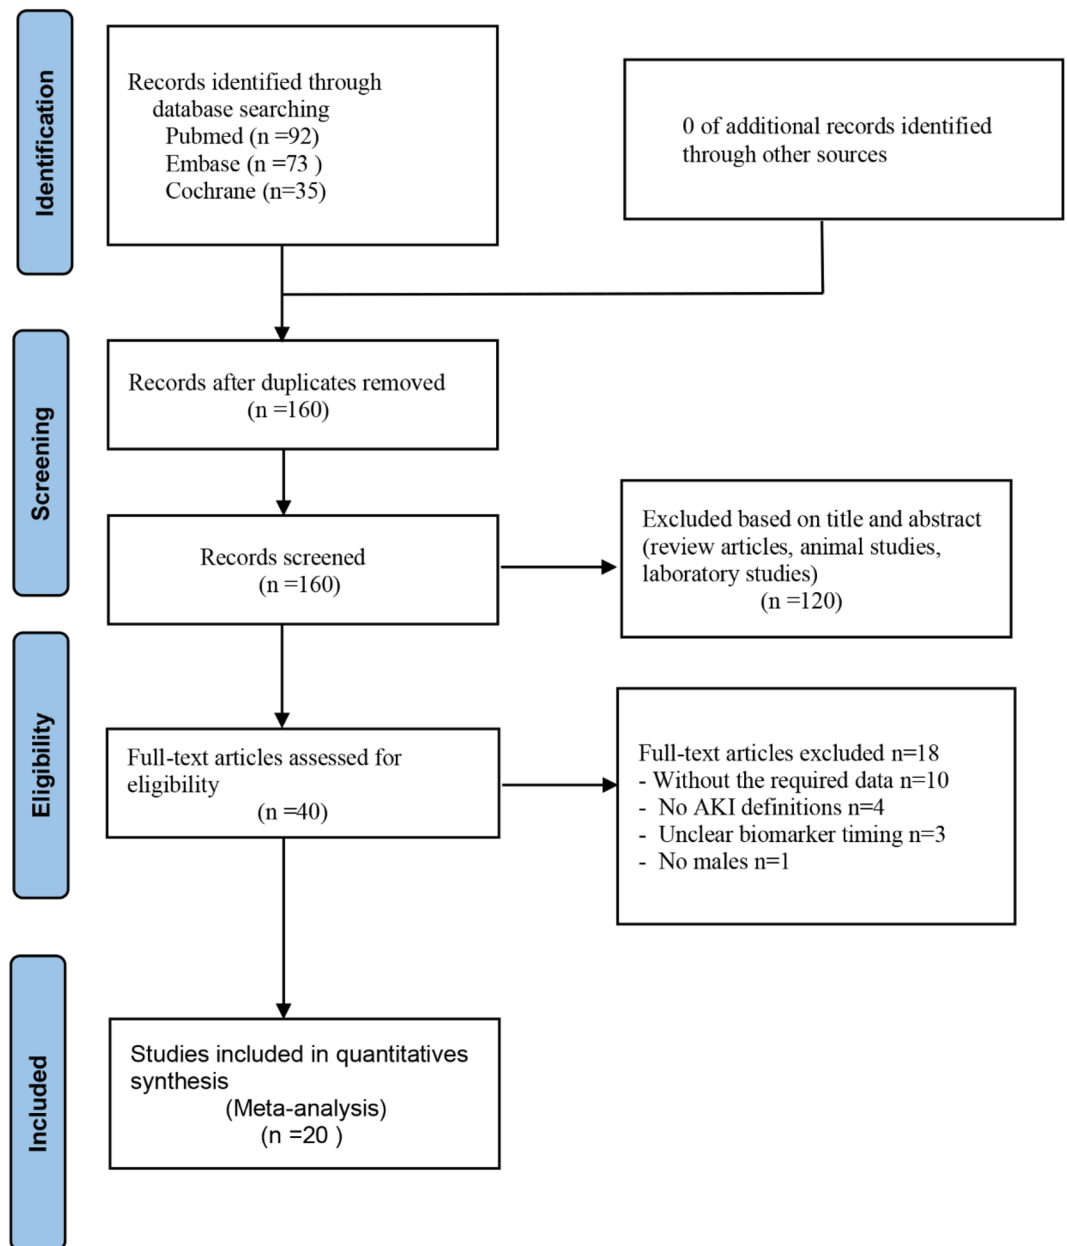 Identification
Records identified through
database searching
Pubmed (n =92)
Embase (n =73 )
Cochrane (n=35)
0 of additional records identified
through other sources
Screening
Records after duplicates removed
(n =160)
Records screened
(n =160)
Excluded based on title and abstract
(review articles, animal studies,
laboratory studies)
(n =120)
Eligibility
Full-text articles assessed for
eligibility
(n =40)
Full-text articles excluded n=18
- Without the required data n=10
- No AKI definitions n=4
- Unclear biomarker timing n=3
- No males n=1
Included
Studies included in quantitatives
synthesis
(Meta-analysis)
(n =20 )